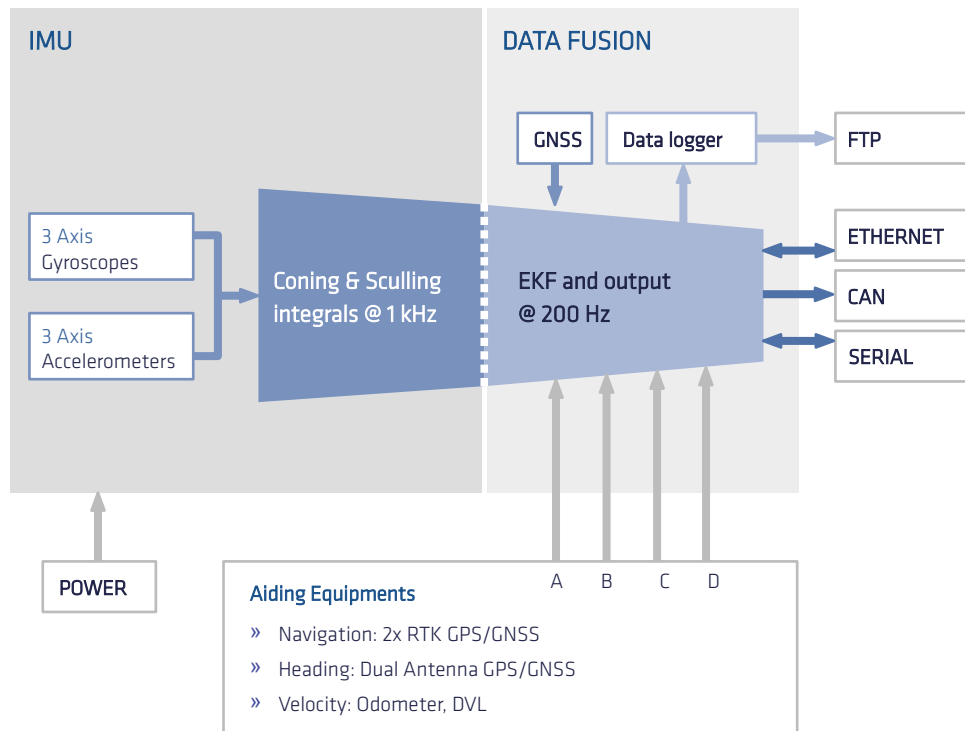 IMU
DATA FUSION
GNSS
Data logger
FTP
3 Axis
Gyroscopes
3 Axis
Accelerometers
Coning & Sculling
integrals @ 1 kHz
EKF and output
@ 200 Hz
ETHERNET
CAN
SERIAL
POWER
A B C D
Aiding Equipments
» Navigation: 2x RTK GPS/GNSS
» Heading: Dual Antenna GPS/GNSS
» Velocity: Odometer, DVL